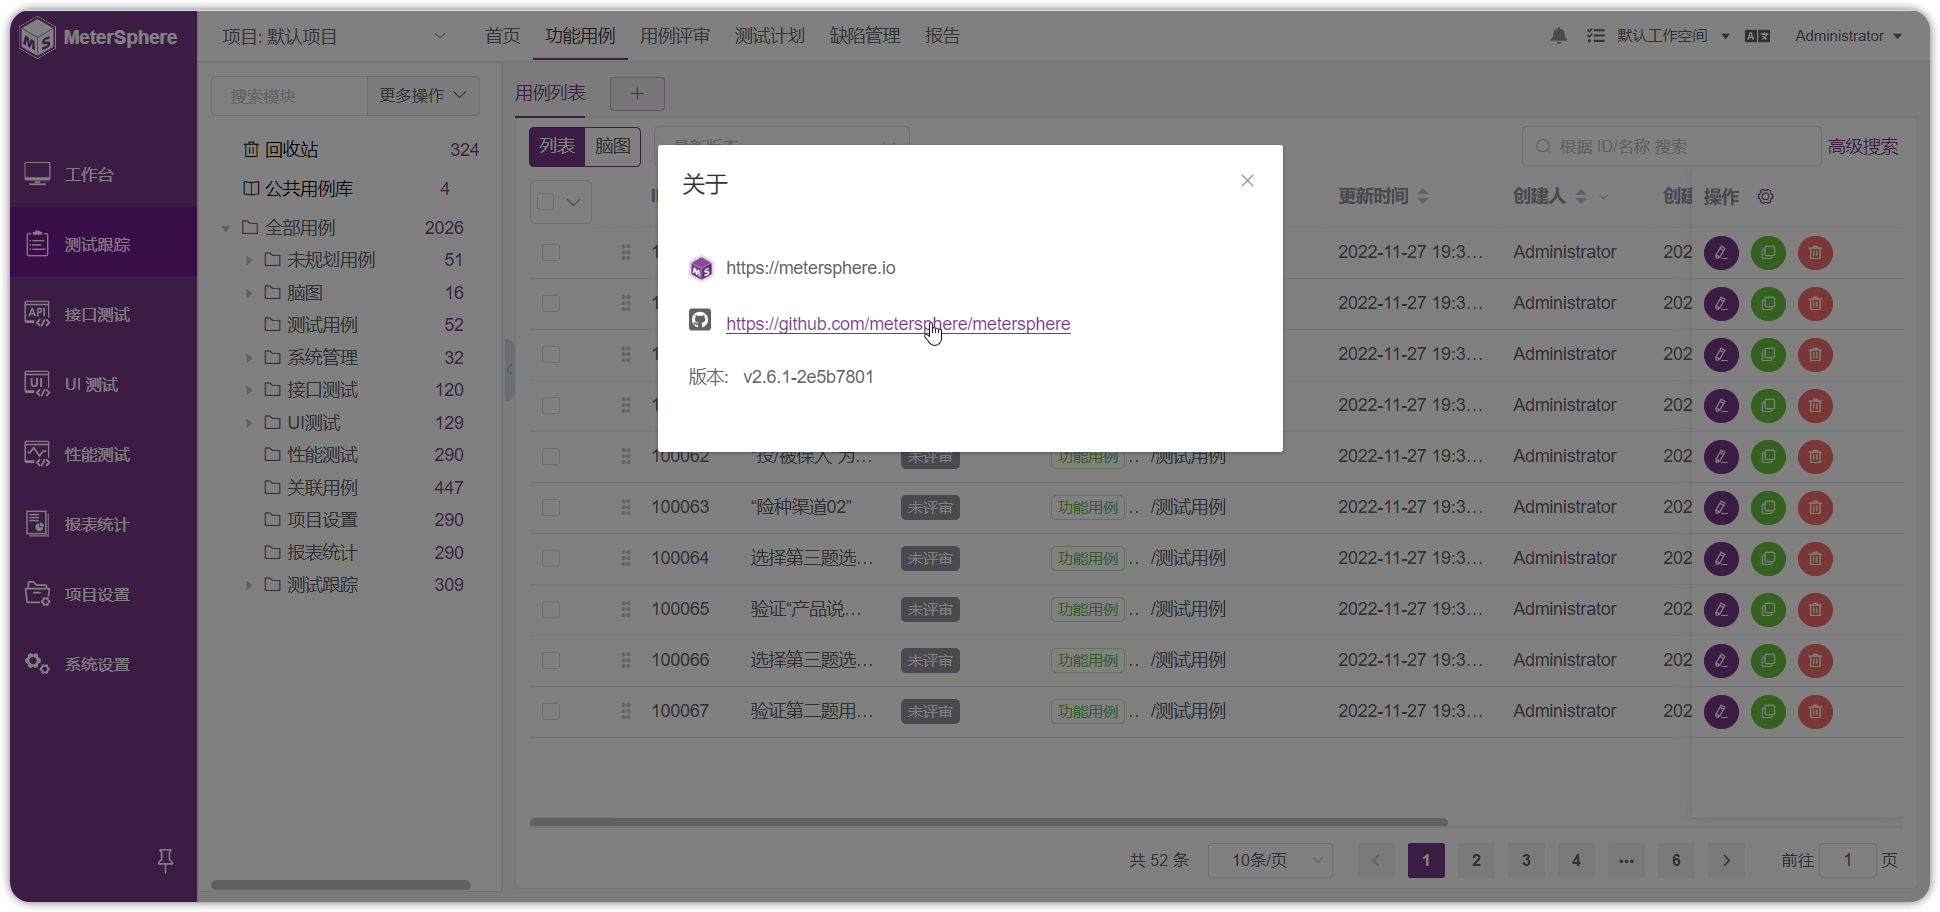 MeterSphere
项目: 默认项目
首页
功能用例
用例评审
测试计划
缺陷管理
报告
默认工作空间
Administrator
工作台
测试跟踪
接口测试
UI 测试
性能测试
报表统计
项目设置
系统设置
搜索模块
更多操作
回收站 324
公共用例库 4
全部用例 2026
未规划用例 51
脑图 16
测试用例 52
系统管理 32
接口测试 120
UI测试 129
性能测试 290
关联用例 447
项目设置 290
报表统计 290
测试跟踪 309
用例列表
+
列表 脑图
根据 ID/名称 搜索
高级搜索
更新时间 创建人 创建 操作
关于
https://metersphere.io
https://github.com/metersphere/metersphere
版本: v2.6.1-2e5b7801
2022-11-27 19:3... Administrator 202
2022-11-27 19:3... Administrator 202
2022-11-27 19:3... Administrator 202
2022-11-27 19:3... Administrator 202
100062 “投/被保人”为... 未评审 功能用例 .. /测试用例 2022-11-27 19:3... Administrator 202
100063 “险种渠道02” 未评审 功能用例 .. /测试用例 2022-11-27 19:3... Administrator 202
100064 选择第三题选... 未评审 功能用例 .. /测试用例 2022-11-27 19:3... Administrator 202
100065 验证“产品说... 未评审 功能用例 .. /测试用例 2022-11-27 19:3... Administrator 202
100066 选择第三题选... 未评审 功能用例 .. /测试用例 2022-11-27 19:3... Administrator 202
100067 验证第二题用... 未评审 功能用例 .. /测试用例 2022-11-27 19:3... Administrator 202
共 52 条 10条/页 1 2 3 4 ... 6 前往 1 页